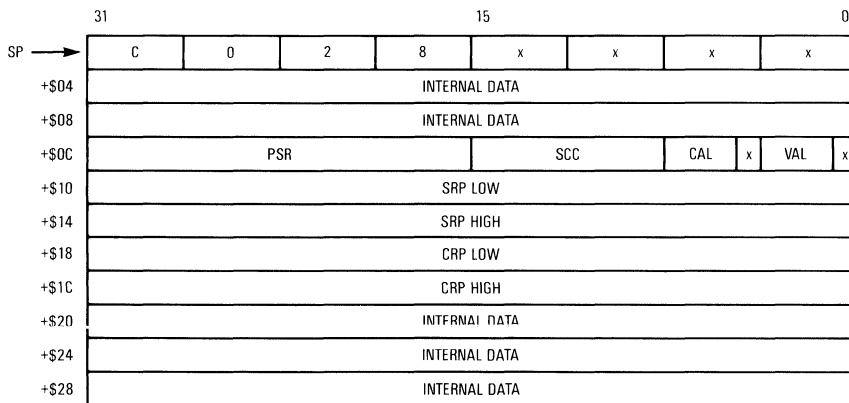 31 15 0
SP C 0 2 8 x x x x
+$04 INTERNAL DATA
+$08 INTERNAL DATA
+$0C PSR SCC CAL x VAL x
+$10 SRP LOW
+$14 SRP HIGH
+$18 CRP LOW
+$1C CRP HIGH
+$20 INTERNAL DATA
+$24 INTERNAL DATA
+$28 INTERNAL DATA